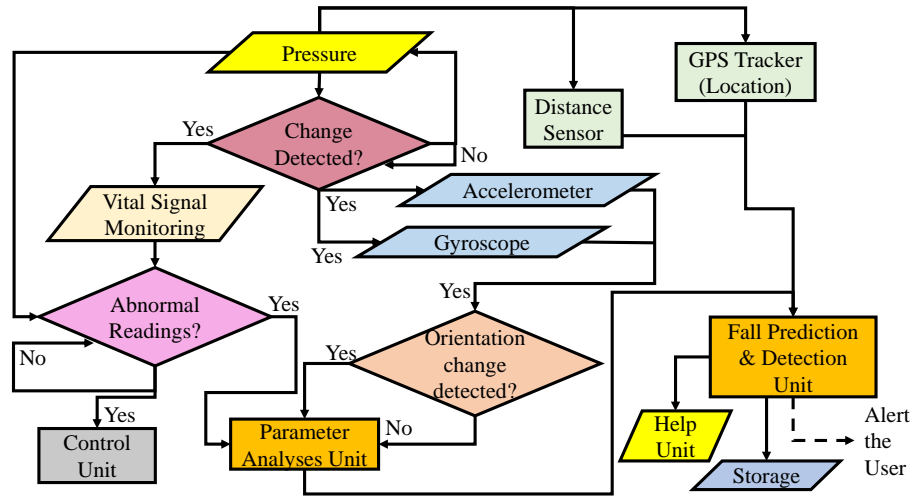 Pressure
GPS Tracker
(Location)
Distance
Sensor
Yes
Change
Detected?
No
Vital Signal
Monitoring
Yes
Accelerometer
Yes
Gyroscope
Abnormal
Readings?
Yes
Yes
No
Yes
Orientation
change
detected?
Fall Prediction
& Detection
Unit
Yes
Control
Unit
Parameter
Analyses Unit
No
Help
Unit
Storage
Alert
the
User